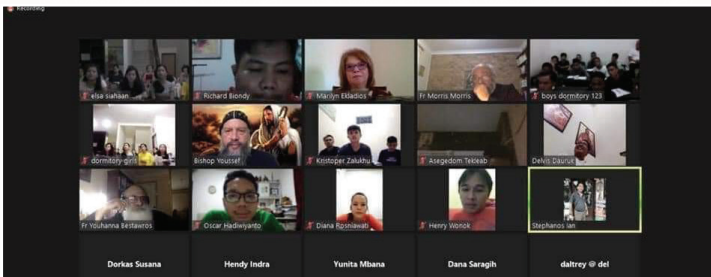 Recording
elsa siahaan
Richard Biondy
Marilyn Ekladios
Fr Morris Morris
boys dormitory 123
dormitory-girls
Bishop Youssef
Kristoper Zalukhu
Asegedom Tekleab
Delvis Daurue
Fr Youhanna Bestawros
Oscar Hadiwiyanto
Diana Rosniawati
Henry Wonok
Stephanos Ian
Dorkas Susana
Hendy Indra
Yunita Mbana
Dana Saragih
daltrey @ del